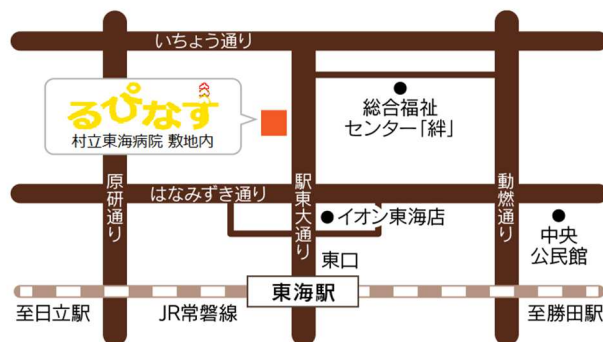 いちょう通り
るぴなす
村立東海病院 敷地内
総合福祉
センター「絆」
原研通り
はなみずき通り
駅東大通り
動燃通り
イオン東海店
中央
公民館
東口
東海駅
至日立駅
JR常磐線
至勝田駅